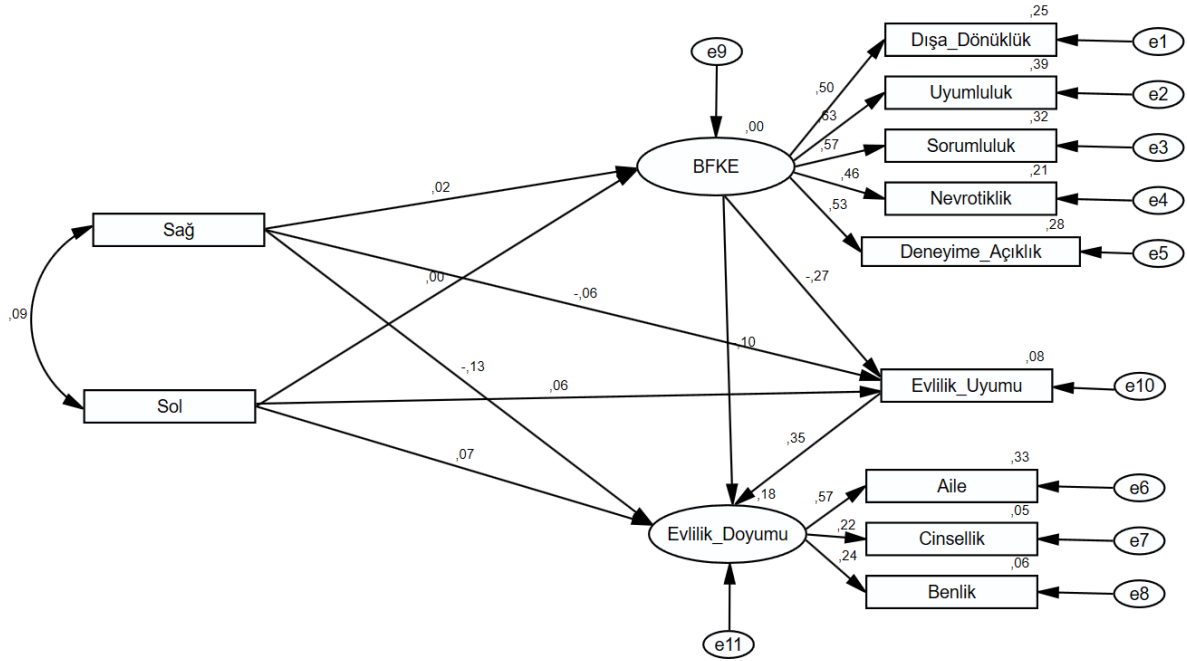 ,25
Dışa_Dönüklük
e1
e9
,39
,50
Uyumluluk
e2
,63
,32
,00
Sorumluluk
e3
,57
BFKE
,21
,46
,02
Nevrotiklik
e4
,53
,28
Sağ
Deneyime_Açıklık
e5
,00
-,27
-,06
,09
,10
,08
-,13
,06
Evlilik_Uyumu
e10
Sol
,35
,07
,33
Aile
e6
,18
,57
,05
,22
Evlilik_Doyumu
Cinsellik
e7
,24
,06
Benlik
e8
e11